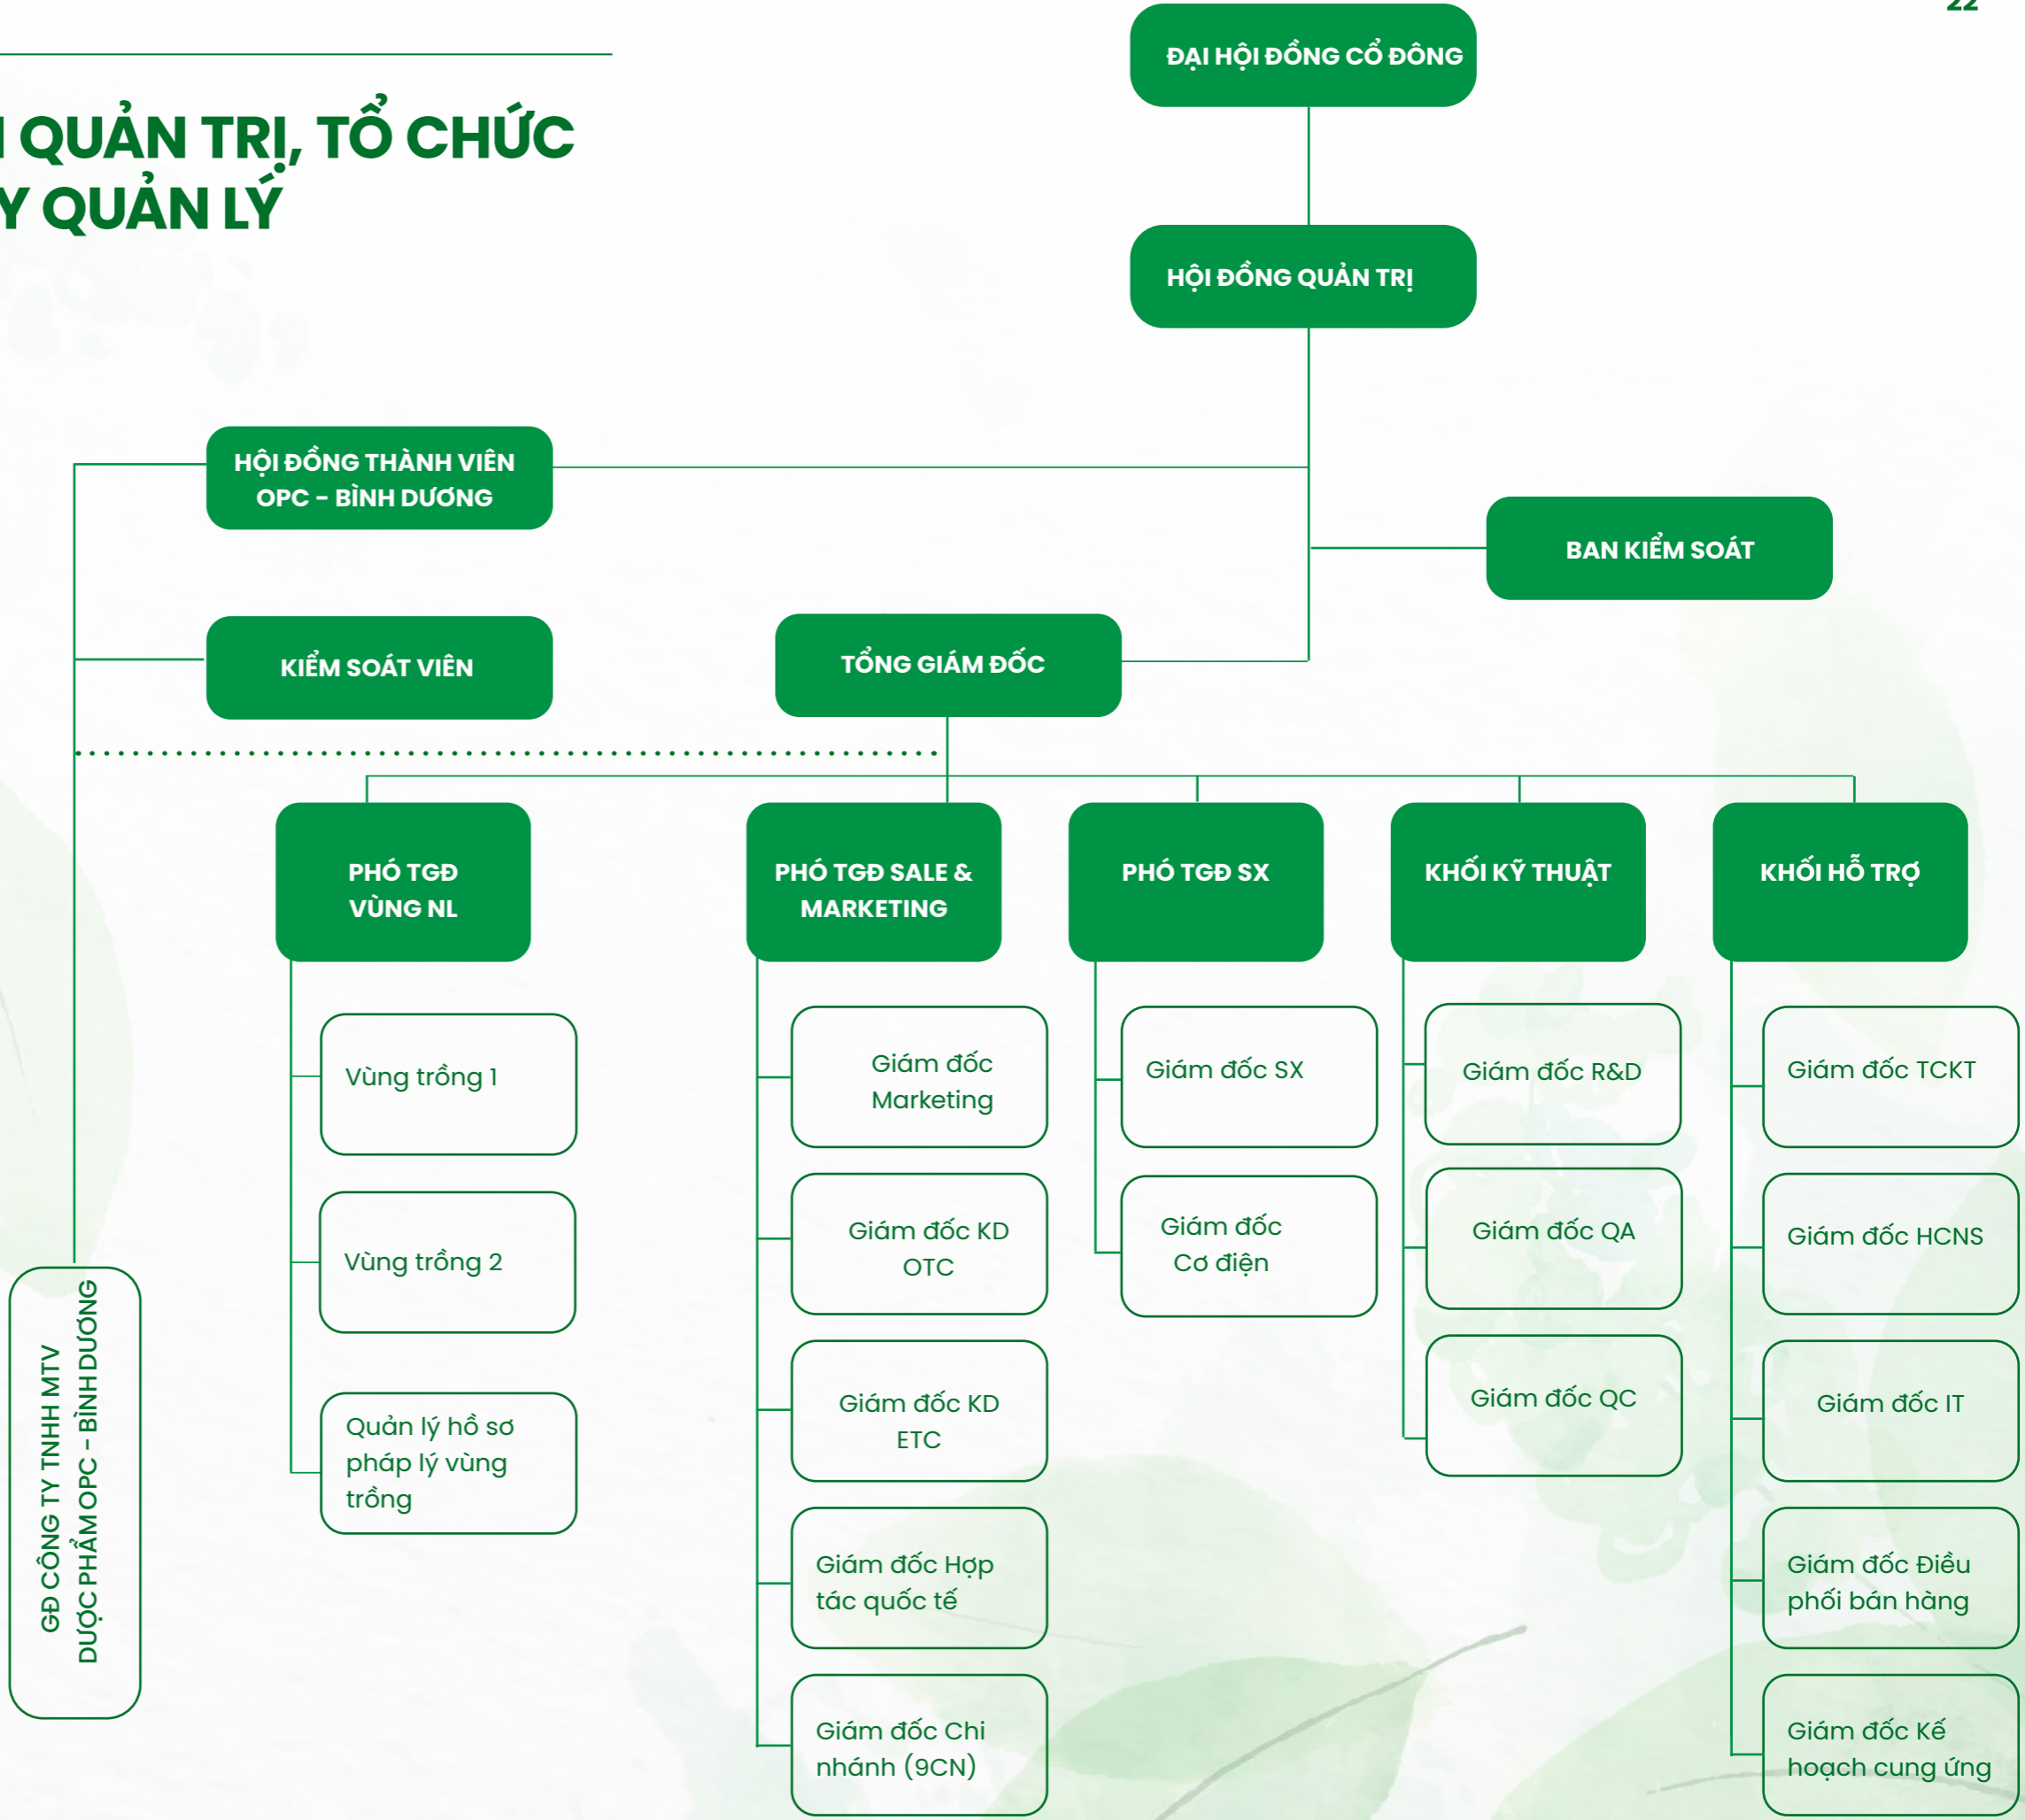 22
QUẢN TRỊ, TỔ CHỨC
Y QUẢN LÝ
ĐẠI HỘI ĐỒNG CỔ ĐÔNG
HỘI ĐỒNG QUẢN TRỊ
HỘI ĐỒNG THÀNH VIÊN
OPC - BÌNH DƯƠNG
BAN KIỂM SOÁT
KIỂM SOÁT VIÊN
TỔNG GIÁM ĐỐC
PHÓ TGĐ
VÙNG NL
PHÓ TGĐ SALE &
MARKETING
PHÓ TGĐ SX
KHỐI KỸ THUẬT
KHỐI HỖ TRỢ
Vùng trồng 1
Vùng trồng 2
Quản lý hồ sơ
pháp lý vùng
trồng
Giám đốc
Marketing
Giám đốc KD
OTC
Giám đốc KD
ETC
Giám đốc Hợp
tác quốc tế
Giám đốc Chi
nhánh (9CN)
Giám đốc SX
Giám đốc
Cơ điện
Giám đốc R&D
Giám đốc QA
Giám đốc QC
Giám đốc TCKT
Giám đốc HCNS
Giám đốc IT
Giám đốc Điều
phối bán hàng
Giám đốc Kế
hoạch cung ứng
GĐ CÔNG TY TNHH MTV
DƯỢC PHẨM OPC - BÌNH DƯƠNG